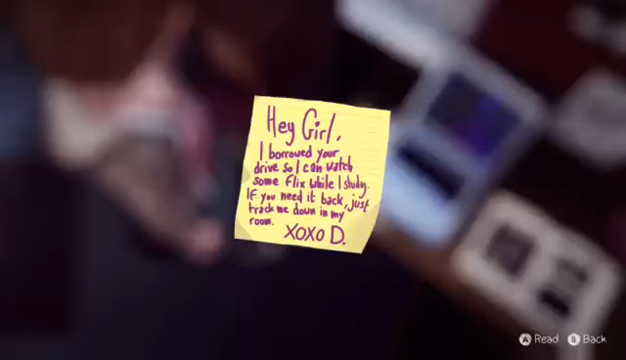 Hey Girl,
I borrowed your
drive so I can watch
some Flix while I study.
If you need it back, just
track me down in my
room.
XOXO D.
A Read B Back